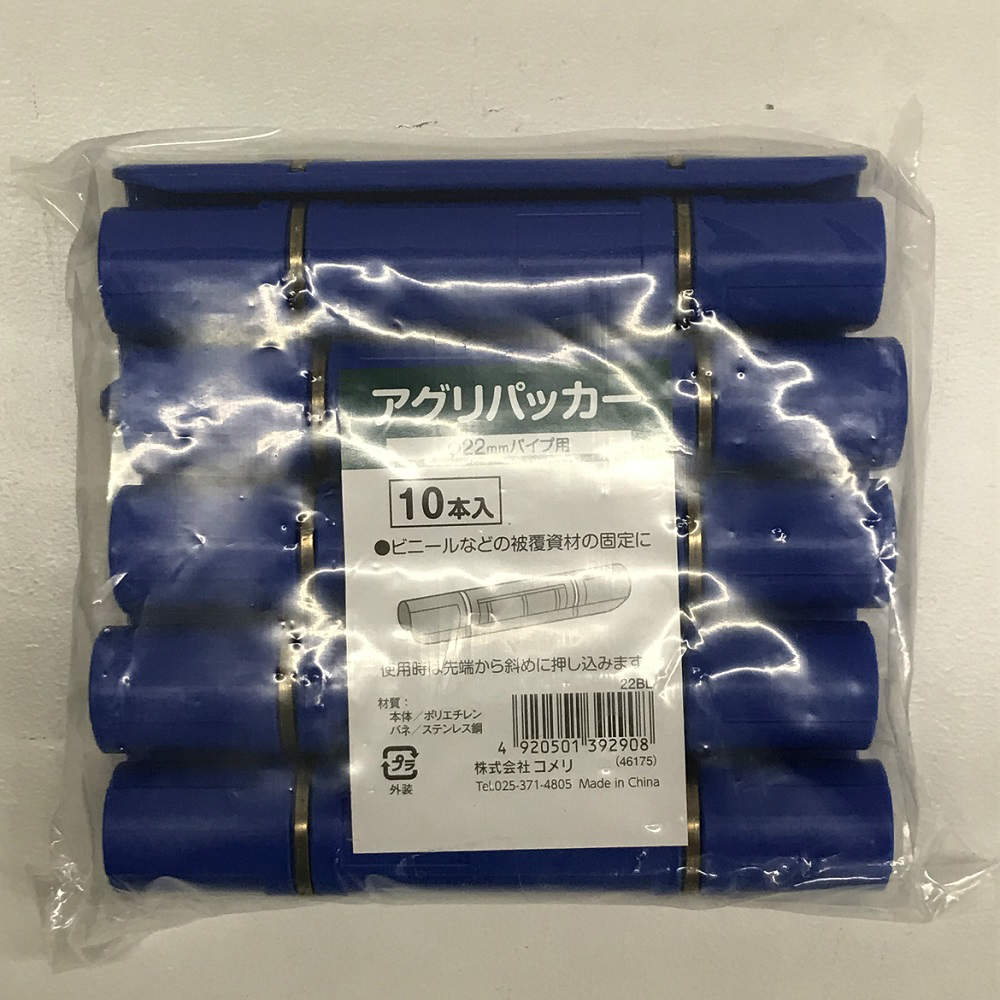 アグリパッカー
φ22mmパイプ用
10本入
●ビニールなどの被覆資材の固定に
使用時は先端から斜めに押し込みます
22BL
材質:
本体/ポリエチレン
バネ/ステンレス鋼
プラ
外装
4 920501 392908
株式会社 コメリ (46175)
Tel.025-371-4805 Made in China